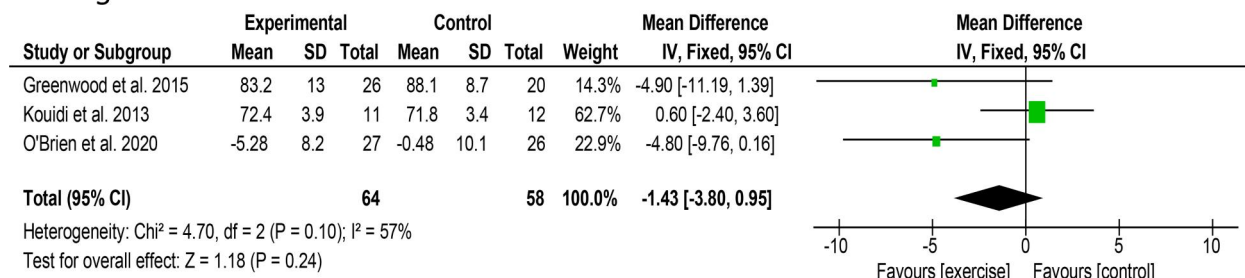 Experimental Control Mean Difference Mean Difference
Study or Subgroup Mean SD Total Mean SD Total Weight IV, Fixed, 95% CI IV, Fixed, 95% CI
Greenwood et al. 2015 83.2 13 26 88.1 8.7 20 14.3% -4.90 [-11.19, 1.39]
Kouidi et al. 2013 72.4 3.9 11 71.8 3.4 12 62.7% 0.60 [-2.40, 3.60]
O'Brien et al. 2020 -5.28 8.2 27 -0.48 10.1 26 22.9% -4.80 [-9.76, 0.16]
Total (95% CI) 64 58 100.0% -1.43 [-3.80, 0.95]
Heterogeneity: Chi² = 4.70, df = 2 (P = 0.10); I² = 57%
Test for overall effect: Z = 1.18 (P = 0.24)
-10 -5 0 5 10
Favours [exercise] Favours [control]